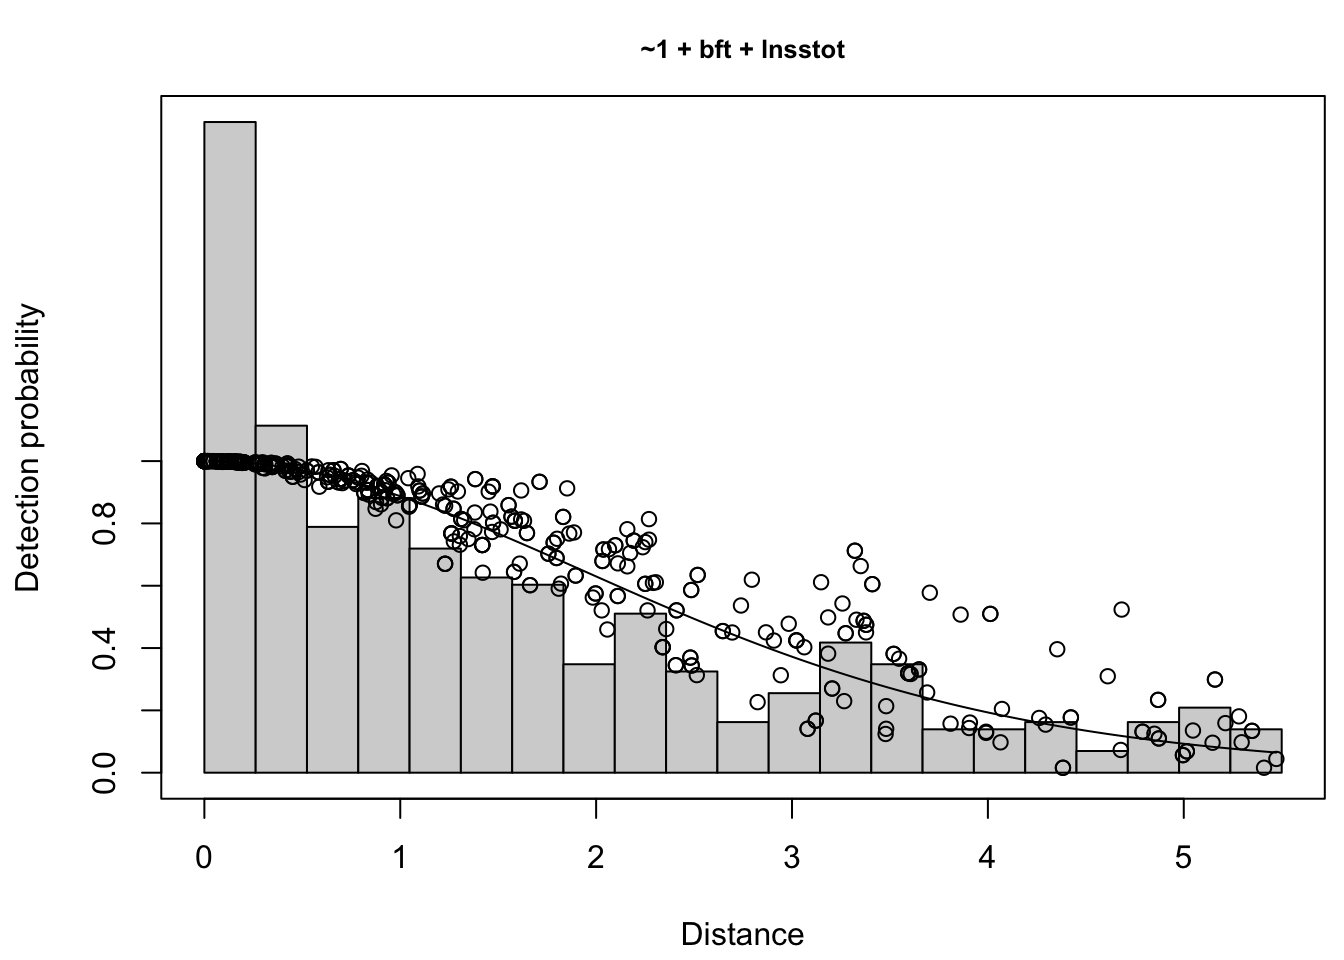 ~1 + bft + lnsstot
Detection probability
0.8
0.4
0.0
0 1 2 3 4 5
Distance